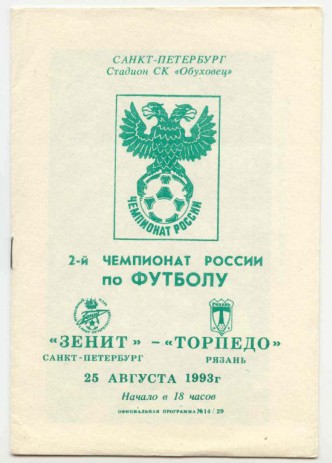 САНКТ-ПЕТЕРБУРГ
Стадион СК «Обуховец»
ЧЕМПИОНАТ РОССИИ
2-й ЧЕМПИОНАТ РОССИИ
по ФУТБОЛУ
«ЗЕНИТ» - «ТОРПЕДО»
САНКТ-ПЕТЕРБУРГ РЯЗАНЬ
25 АВГУСТА 1993г
Начало в 18 часов
ОФИЦИАЛЬНАЯ ПРОГРАММА №14/29